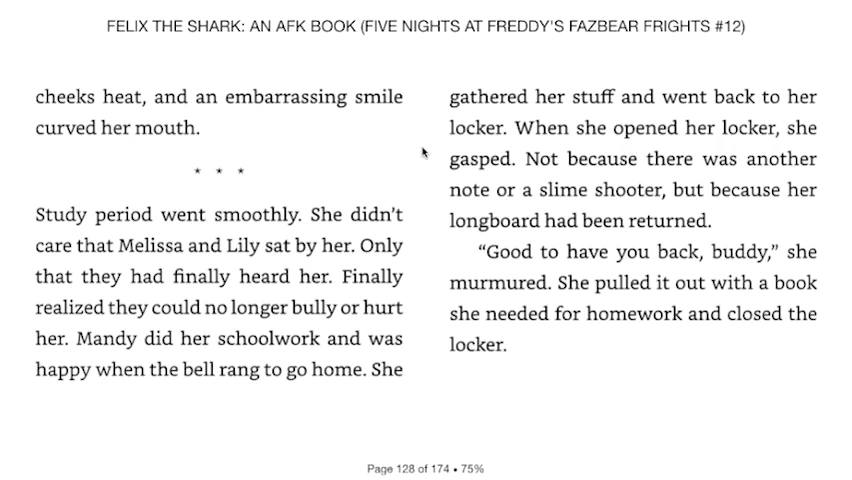 FELIX THE SHARK: AN AFK BOOK (FIVE NIGHTS AT FREDDY'S FAZBEAR FRIGHTS #12)
cheeks heat, and an embarrassing smile
curved her mouth.
* * *
Study period went smoothly. She didn’t
care that Melissa and Lily sat by her. Only
that they had finally heard her. Finally
realized they could no longer bully or hurt
her. Mandy did her schoolwork and was
happy when the bell rang to go home. She
gathered her stuff and went back to her
locker. When she opened her locker, she
gasped. Not because there was another
note or a slime shooter, but because her
longboard had been returned.
“Good to have you back, buddy,” she
murmured. She pulled it out with a book
she needed for homework and closed the
locker.
Page 128 of 174 • 75%